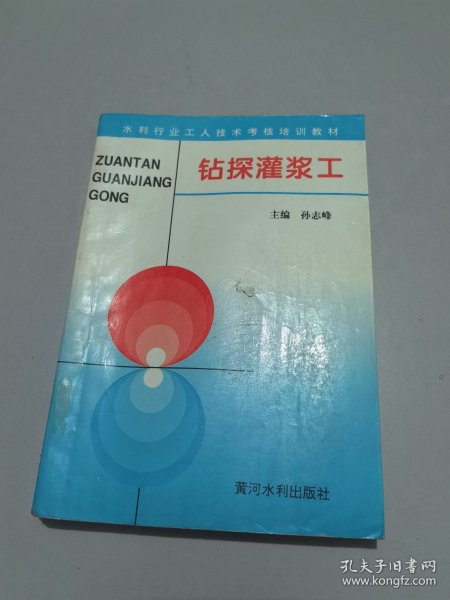 水利行业工人技术考核培训教材
ZUANTAN
GUANJIANG
GONG
钻探灌浆工
主编 孙志峰
黄河水利出版社
孔夫子旧书网
www.kongfz.com